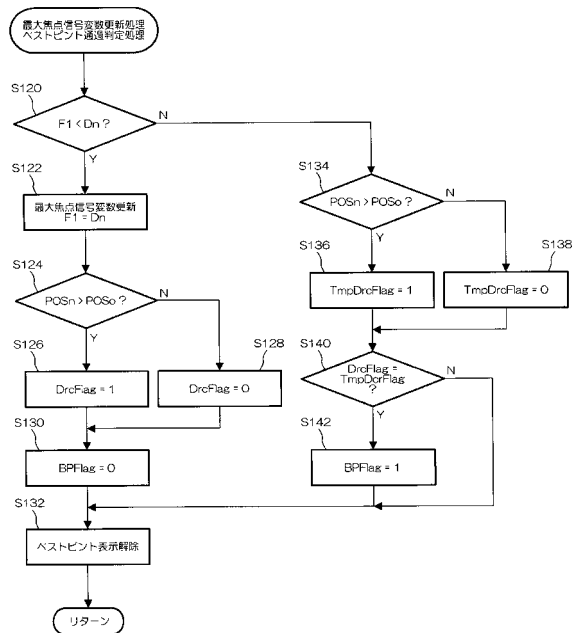 最大焦点信号変数更新処理
ベストピント通過判定処理
S120
F1 < Dn ?
N
Y
S122
最大焦点信号変数更新
F1 = Dn
S124
POSn > POSo ?
N
Y
S126
DrcFlag = 1
S128
DrcFlag = 0
S130
BPFlag = 0
S132
ベストピント表示解除
リターン
S134
POSn > POSo ?
N
Y
S136
TmpDrcFlag = 1
S138
TmpDrcFlag = 0
S140
DrcFlag =
TmpDcrFlag
?
N
Y
S142
BPFlag = 1